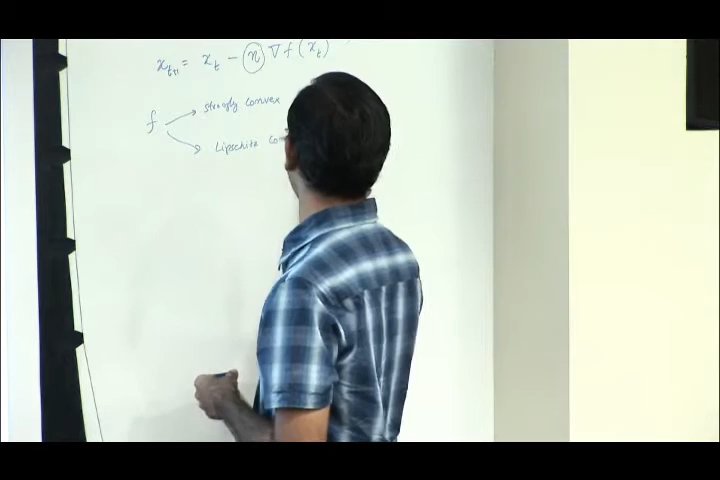 x_{t+1} = x_t - η ∇ f (x_t)
strongly convex
f
Lipschitz